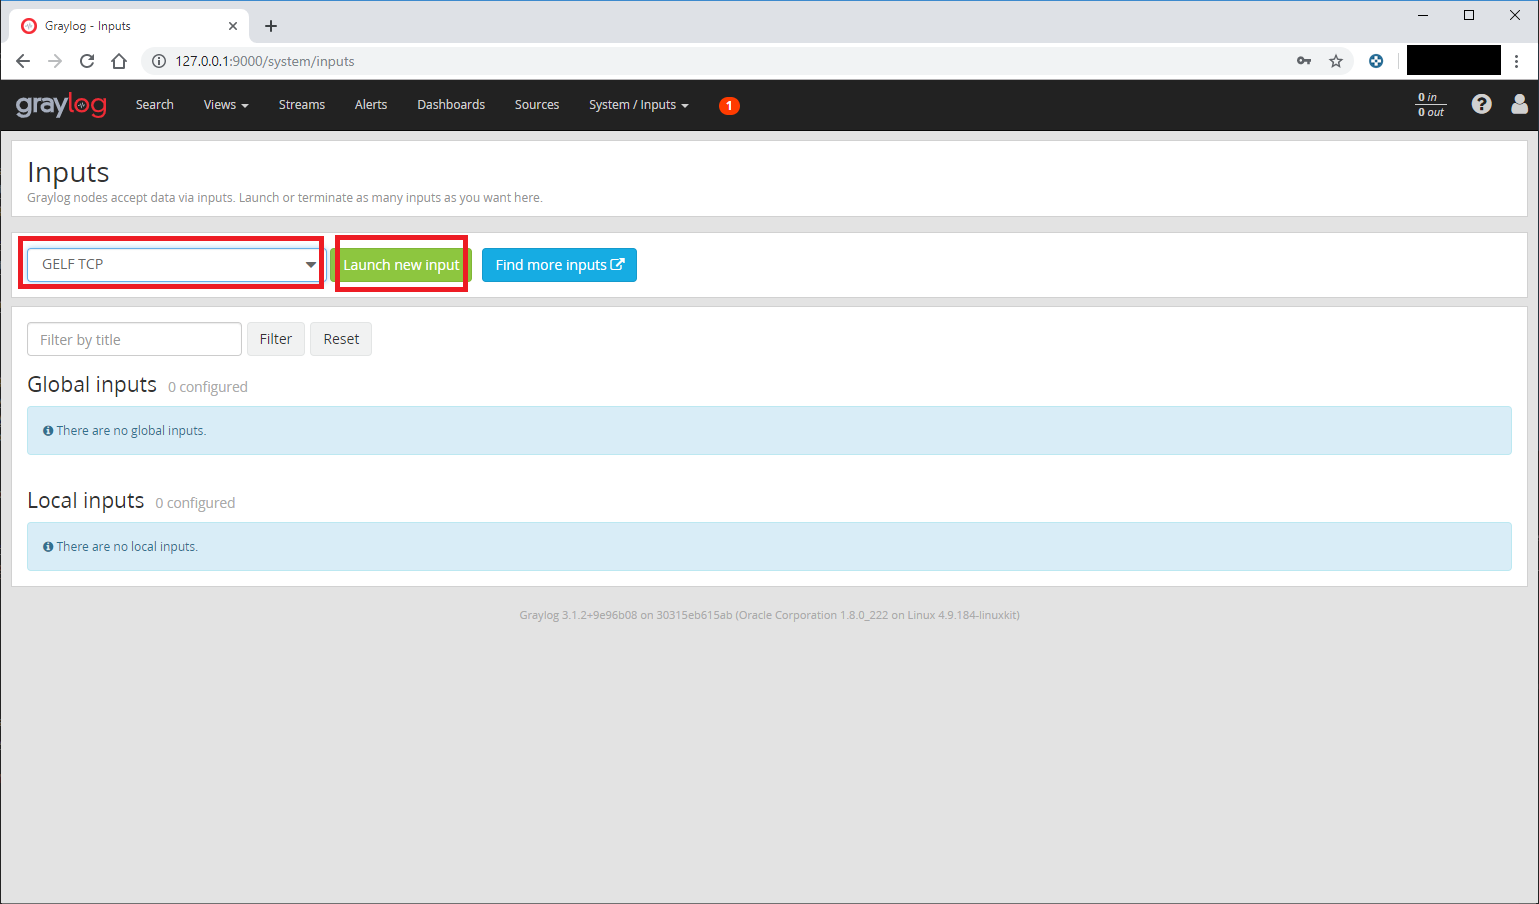 Graylog - Inputs
127.0.0.1:9000/system/inputs
graylog Search Views Streams Alerts Dashboards Sources System / Inputs 1 0 in
0 out
Inputs
Graylog nodes accept data via inputs. Launch or terminate as many inputs as you want here.
GELF TCP Launch new input Find more inputs
Filter by title Filter Reset
Global inputs 0 configured
There are no global inputs.
Local inputs 0 configured
There are no local inputs.
Graylog 3.1.2+9e96b08 on 30315eb615ab (Oracle Corporation 1.8.0_222 on Linux 4.9.184-linuxkit)